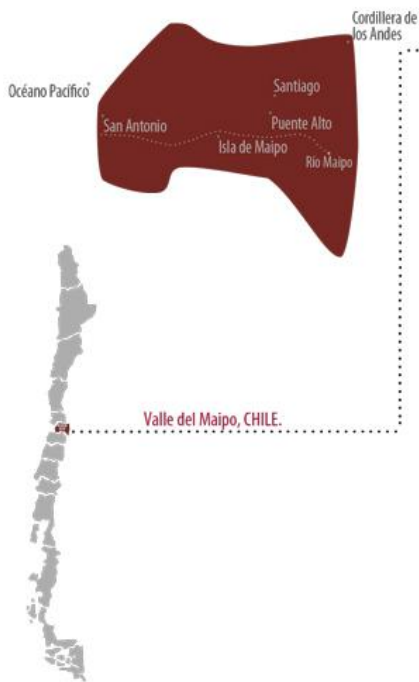 Cordillera de
los Andes
Océano Pacífico
Santiago
San Antonio
Puente Alto
Isla de Maipo
Río Maipo
Valle del Maipo, CHILE.